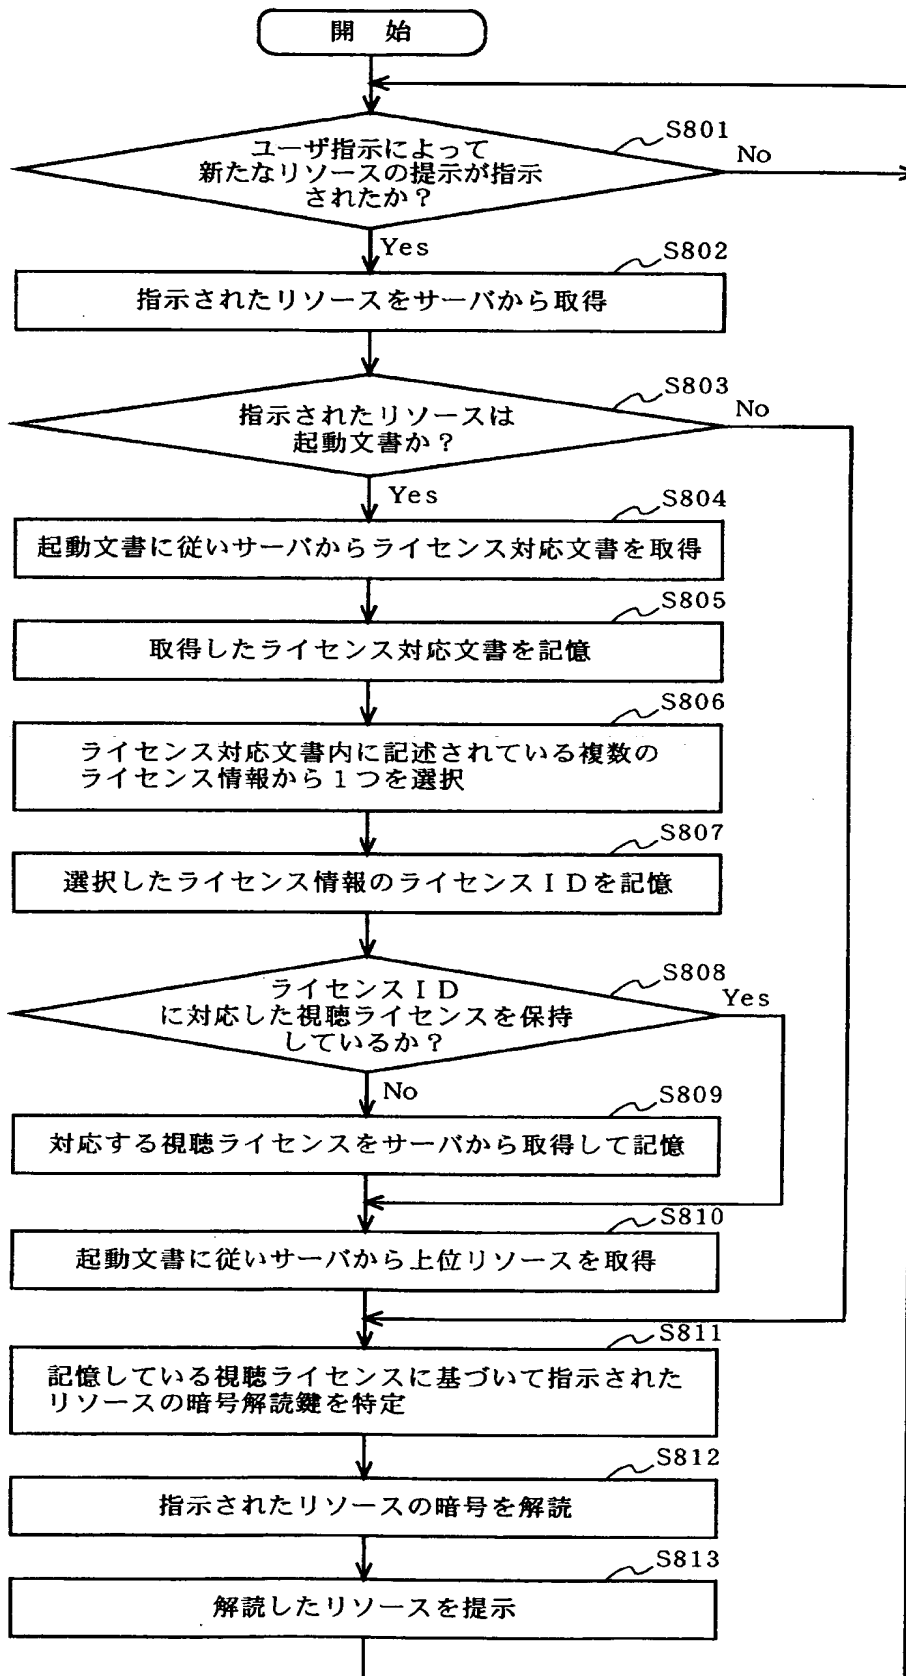 開　始
S801
ユーザ指示によって
新たなリソースの提示が指示
されたか？
No
Yes
S802
指示されたリソースをサーバから取得
S803
指示されたリソースは
起動文書か？
No
Yes
S804
起動文書に従いサーバからライセンス対応文書を取得
S805
取得したライセンス対応文書を記憶
S806
ライセンス対応文書内に記述されている複数の
ライセンス情報から１つを選択
S807
選択したライセンス情報のライセンスＩＤを記憶
S808
ライセンスＩＤ
に対応した視聴ライセンスを保持
しているか？
Yes
No
S809
対応する視聴ライセンスをサーバから取得して記憶
S810
起動文書に従いサーバから上位リソースを取得
S811
記憶している視聴ライセンスに基づいて指示された
リソースの暗号解読鍵を特定
S812
指示されたリソースの暗号を解読
S813
解読したリソースを提示